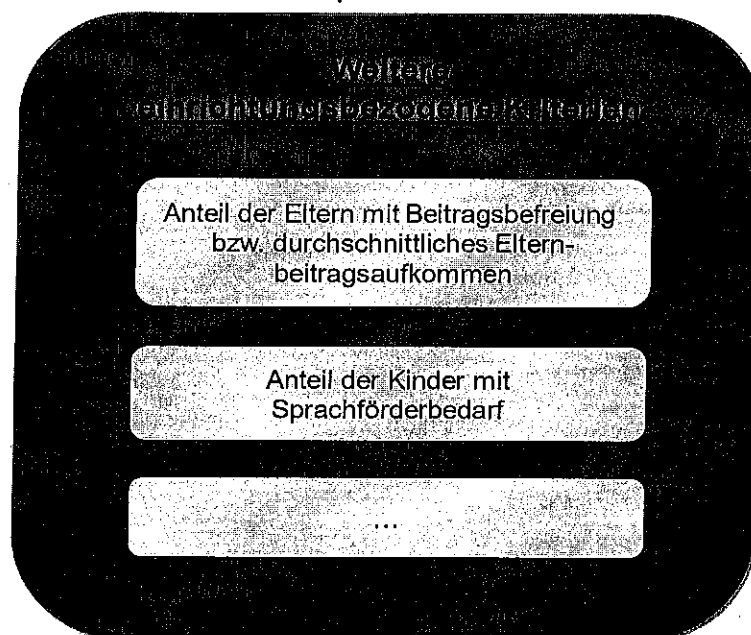 Weitere
einrichtungsbezogene Kriterien
Anteil der Eltern mit Beitragsbefreiung
bzw. durchschnittliches Eltern-
beitragsaufkommen
Anteil der Kinder mit
Sprachförderbedarf
...